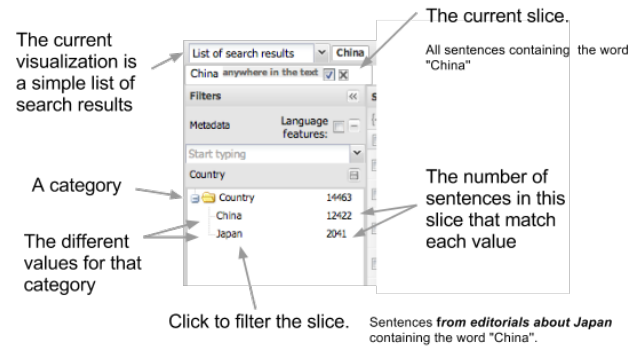 The current slice.
The current
visualization is
a simple list of
search results
List of search results
China
All sentences containing the word
"China"
China anywhere in the text
Filters
Metadata
Language
features:
Start typing
Country
A category
Country 14463
China 12422
Japan 2041
The number of
sentences in this
slice that match
each value
The different
values for that
category
Click to filter the slice.
Sentences from editorials about Japan
containing the word "China".